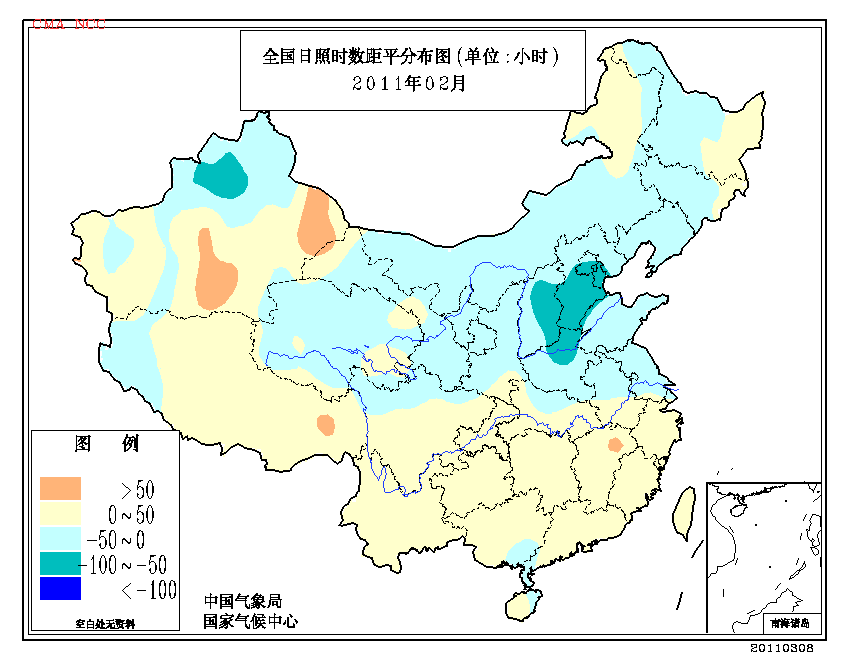 CMA NCC
全国日照时数距平分布图(单位:小时)
2011年02月
图 例
>50
0~50
-50~0
-100~-50
<-100
空白处无资料
中国气象局
国家气候中心
南海诸岛
20110308